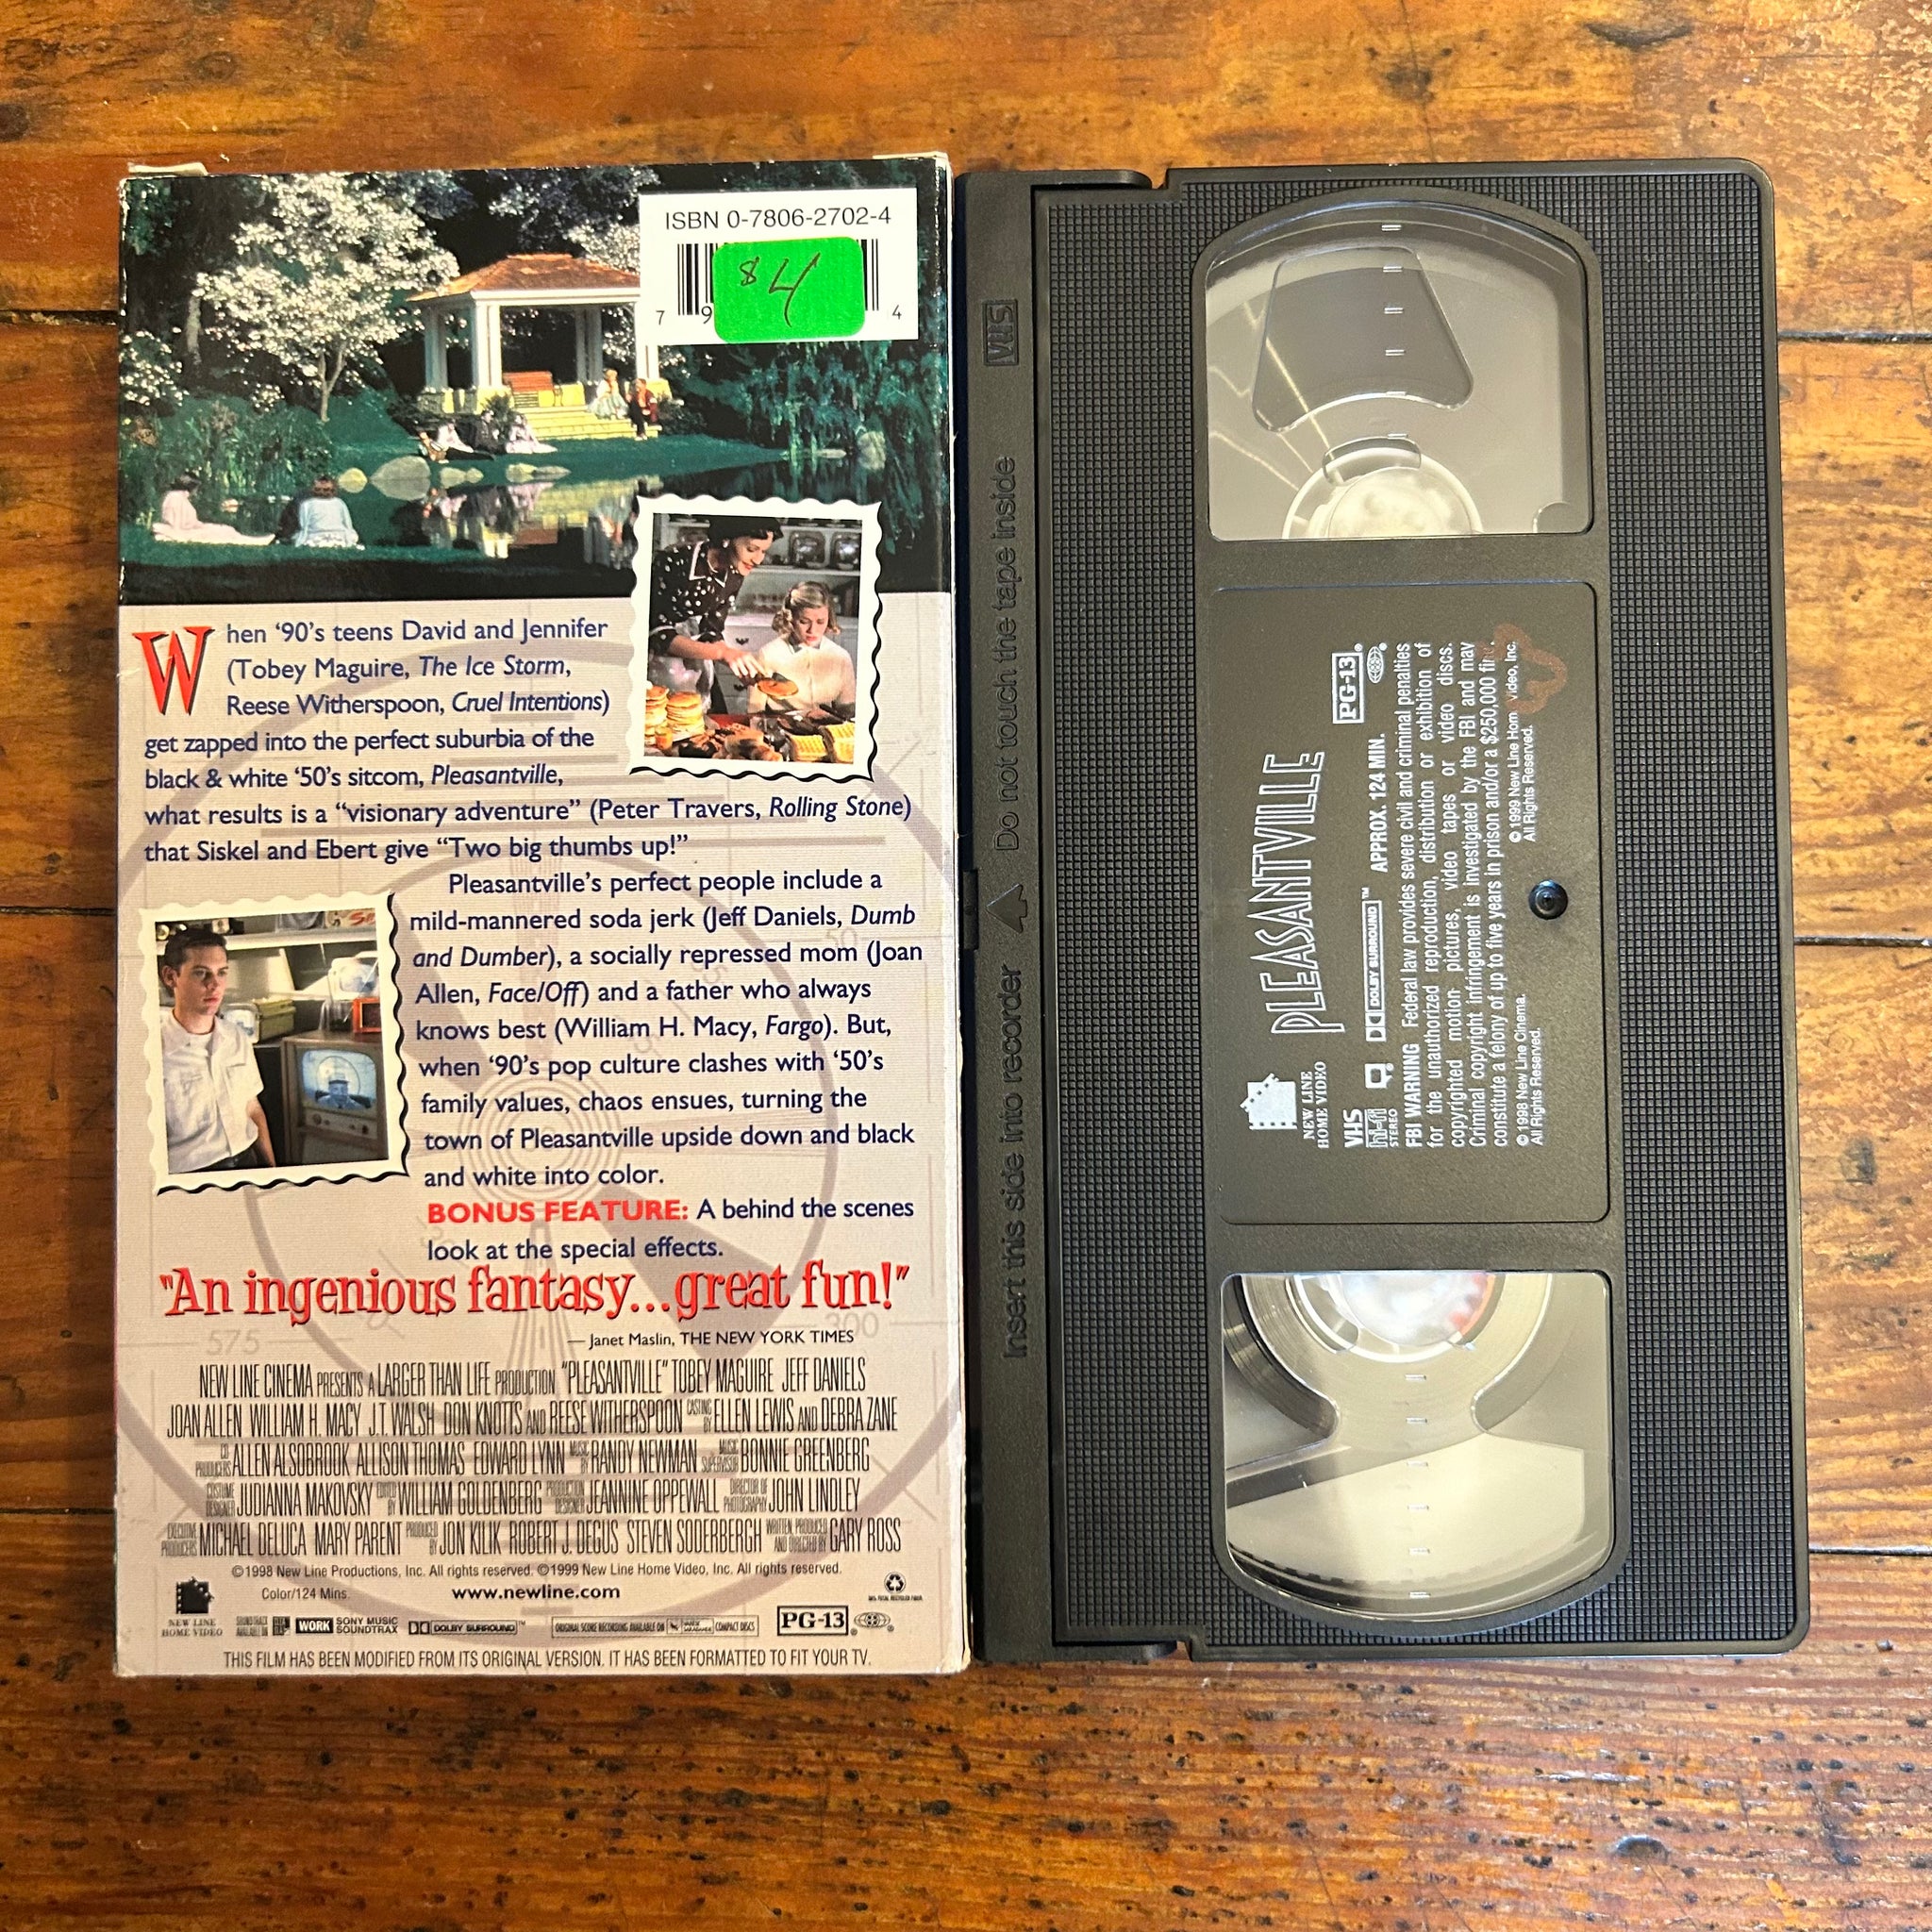 ISBN 0-7806-2702-4
$4
7 9 4
When ‘90’s teens David and Jennifer
(Tobey Maguire, The Ice Storm,
Reese Witherspoon, Cruel Intentions)
get zapped into the perfect suburbia of the
black & white ‘50’s sitcom, Pleasantville,
what results is a “visionary adventure” (Peter Travers, Rolling Stone)
that Siskel and Ebert give “Two big thumbs up!”
Pleasantville’s perfect people include a
mild-mannered soda jerk (Jeff Daniels, Dumb
and Dumber), a socially repressed mom (Joan
Allen, Face/Off) and a father who always
knows best (William H. Macy, Fargo). But,
when ‘90’s pop culture clashes with ‘50’s
family values, chaos ensues, turning the
town of Pleasantville upside down and black
and white into color.
BONUS FEATURE: A behind the scenes
look at the special effects.
“An ingenious fantasy...great fun!”
— Janet Maslin, THE NEW YORK TIMES
575
300
NEW LINE CINEMA PRESENTS A LARGER THAN LIFE PRODUCTION “PLEASANTVILLE” TOBEY MAGUIRE JEFF DANIELS
JOAN ALLEN WILLIAM H. MACY J.T. WALSH DON KNOTTS AND REESE WITHERSPOON CASTING BY ELLEN LEWIS AND DEBRA ZANE
CO-PRODUCERS ALLEN ALSOBROOK ALLISON THOMAS EDWARD LYNN MUSIC BY RANDY NEWMAN MUSIC SUPERVISOR BONNIE GREENBERG
COSTUME DESIGNER JUDIANNA MAKOVSKY EDITED BY WILLIAM GOLDENBERG PRODUCTION DESIGNER JEANNINE OPPEWALL DIRECTOR OF PHOTOGRAPHY JOHN LINDLEY
EXECUTIVE PRODUCERS MICHAEL DELUCA MARY PARENT PRODUCED BY JON KILIK ROBERT J. DEGUS STEVEN SODERBERGH WRITTEN, PRODUCED AND DIRECTED BY GARY ROSS
©1998 New Line Productions, Inc. All rights reserved. ©1999 New Line Home Video, Inc. All rights reserved.
Color/124 Mins. www.newline.com
NEW LINE
HOME VIDEO
WORK SONY MUSIC
SOUNDTRAX
DOLBY SURROUND™
ORIGINAL SCORE RECORDING AVAILABLE ON COMPACT DISCS
PG-13
THIS FILM HAS BEEN MODIFIED FROM ITS ORIGINAL VERSION. IT HAS BEEN FORMATTED TO FIT YOUR TV.
Insert this side into recorder Do not touch the tape inside VHS
PLEASANTVILLE
NEW LINE
HOME VIDEO
VHS
hi-fi
STEREO
DOLBY SURROUND™ APPROX. 124 MIN. PG-13
FBI WARNING Federal law provides severe civil and criminal penalties
for the unauthorized reproduction, distribution or exhibition of
copyrighted motion pictures, video tapes or video discs.
Criminal copyright infringement is investigated by the FBI and may
constitute a felony of up to five years in prison and/or a $250,000 fine.
© 1998 New Line Cinema.
All Rights Reserved.
© 1999 New Line Home Video, Inc.
All Rights Reserved.